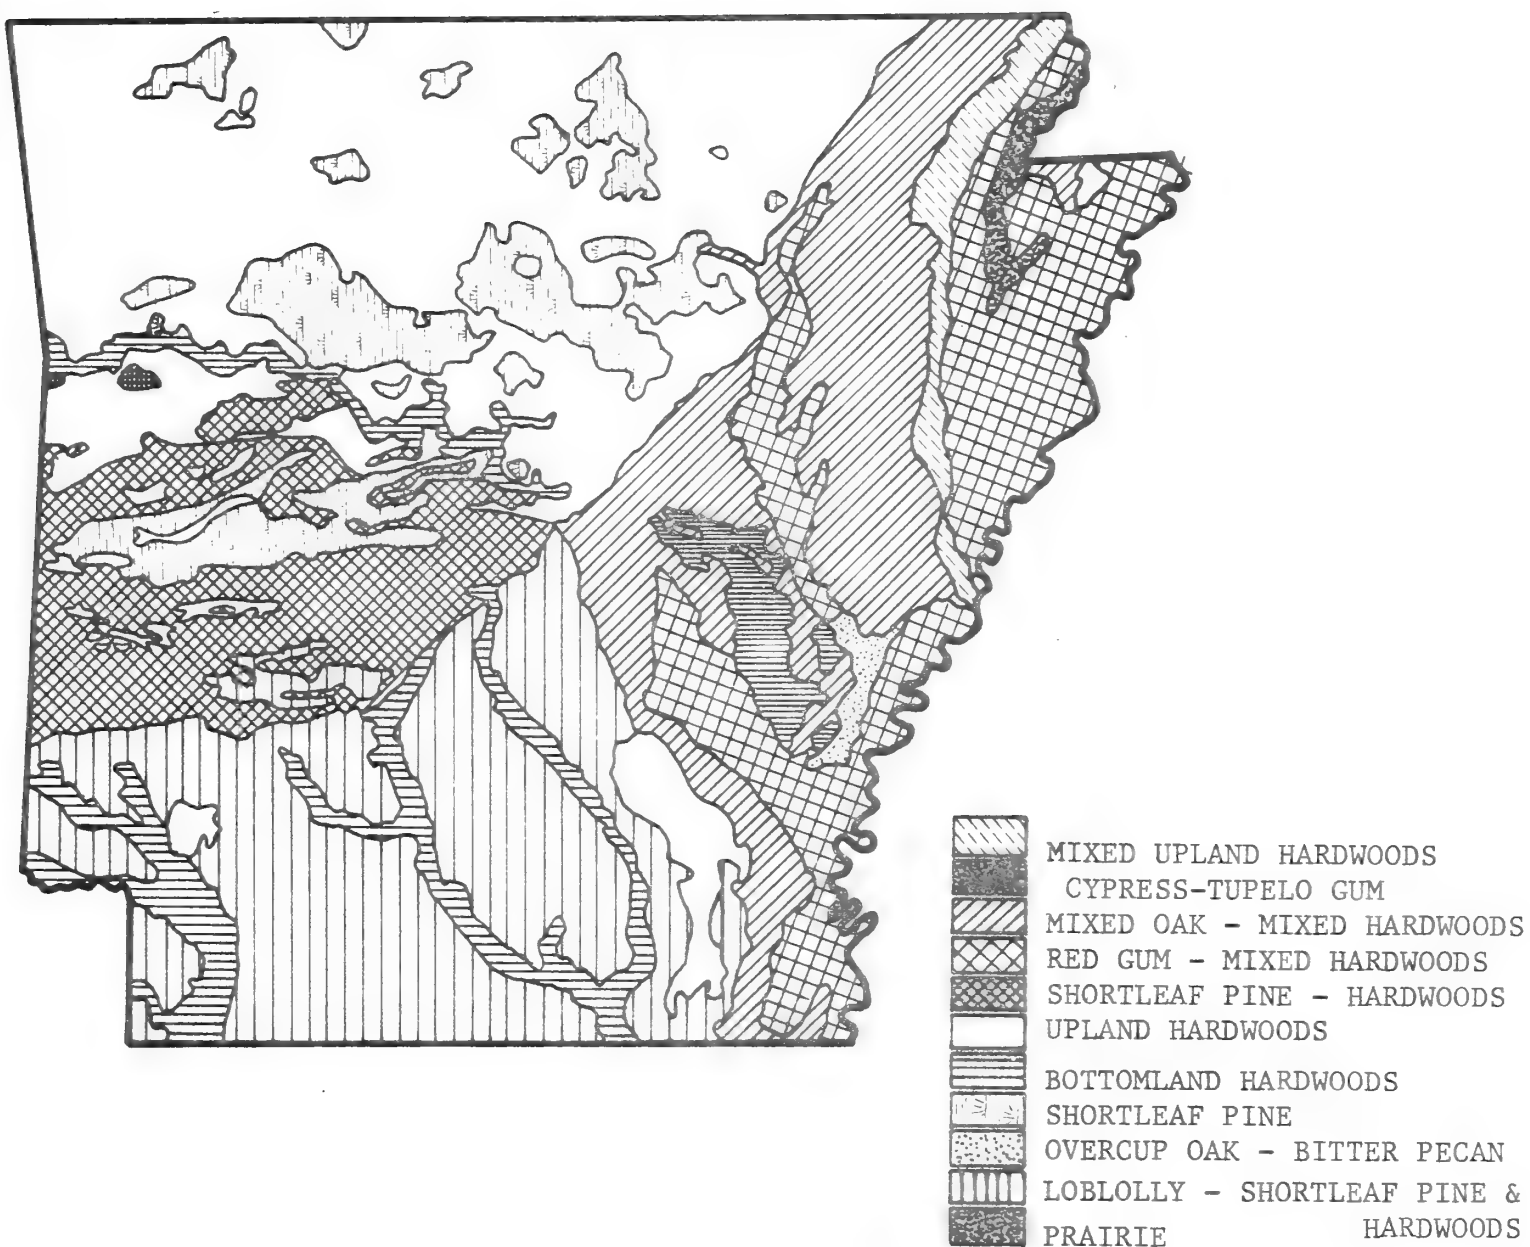 MIXED UPLAND HARDWOODS
CYPRESS-TUPELO GUM
MIXED OAK - MIXED HARDWOODS
RED GUM - MIXED HARDWOODS
SHORTLEAF PINE - HARDWOODS
UPLAND HARDWOODS
BOTTOMLAND HARDWOODS
SHORTLEAF PINE
OVERCUP OAK - BITTER PECAN
LOBLOLLY - SHORTLEAF PINE &
HARDWOODS
PRAIRIE